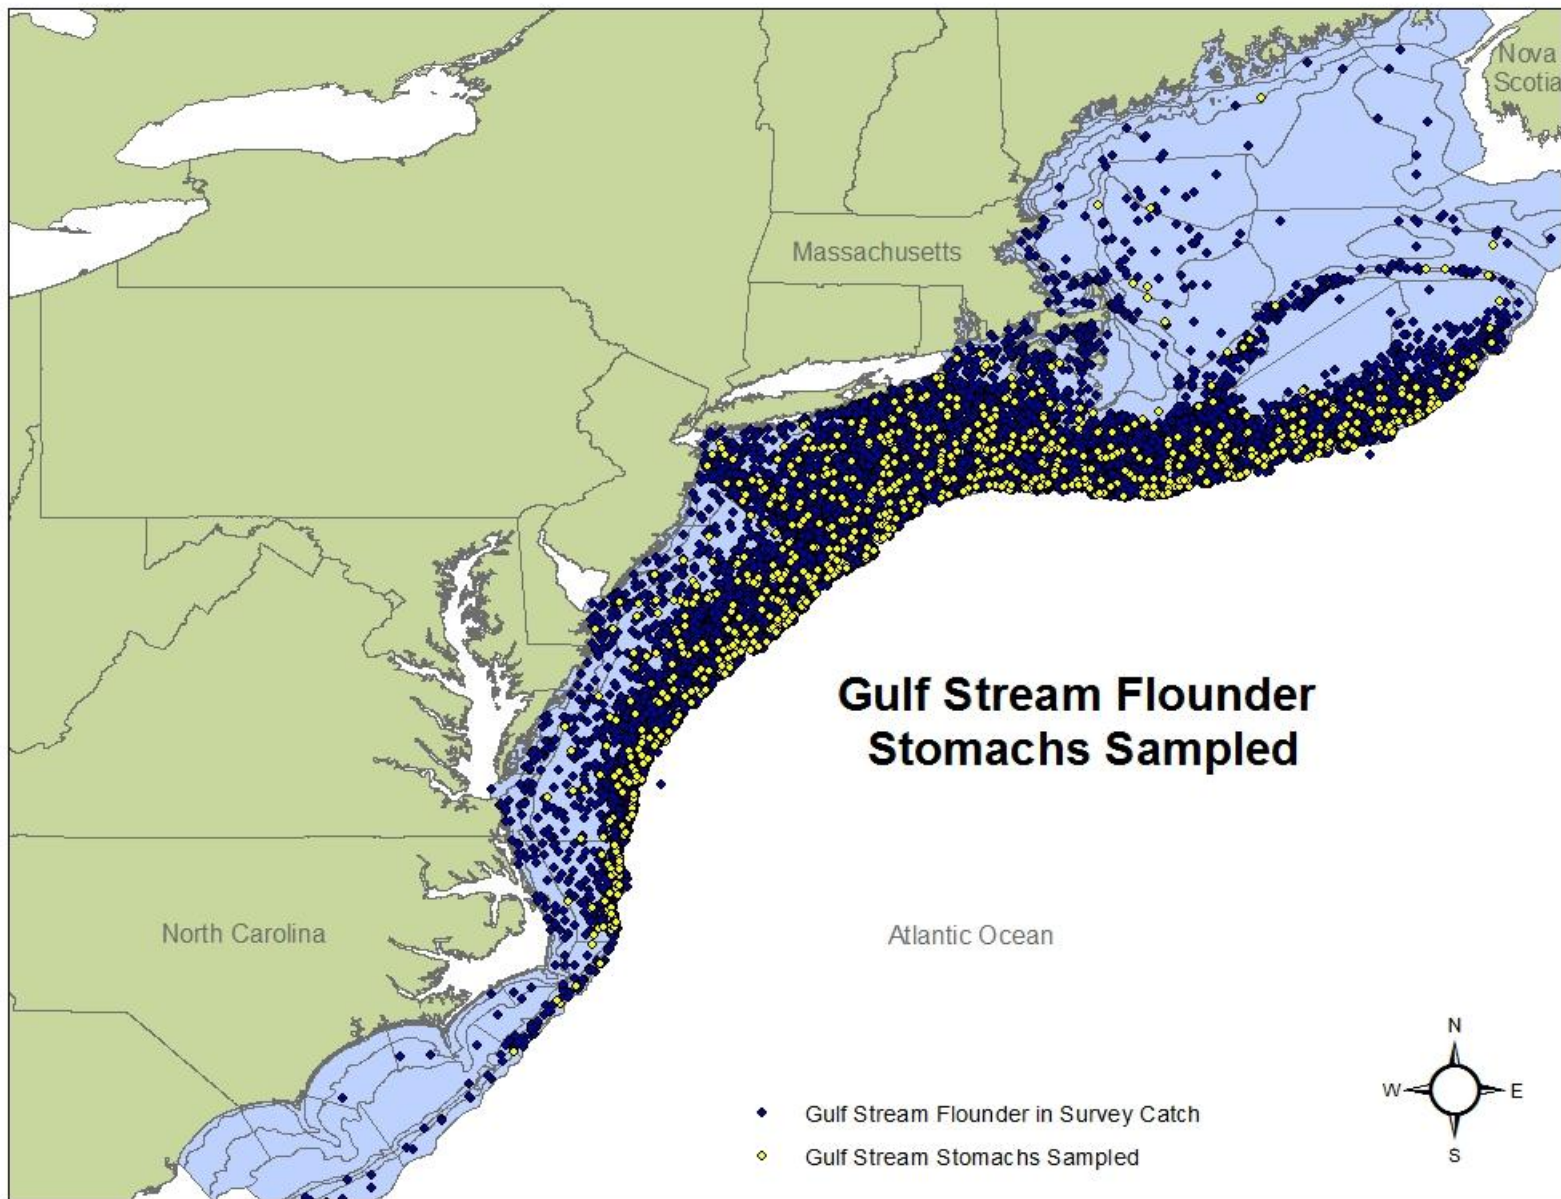 Nova
Scotia
Massachusetts
Gulf Stream Flounder
Stomachs Sampled
North Carolina
Atlantic Ocean
N
W
E
S
Gulf Stream Flounder in Survey Catch
Gulf Stream Stomachs Sampled